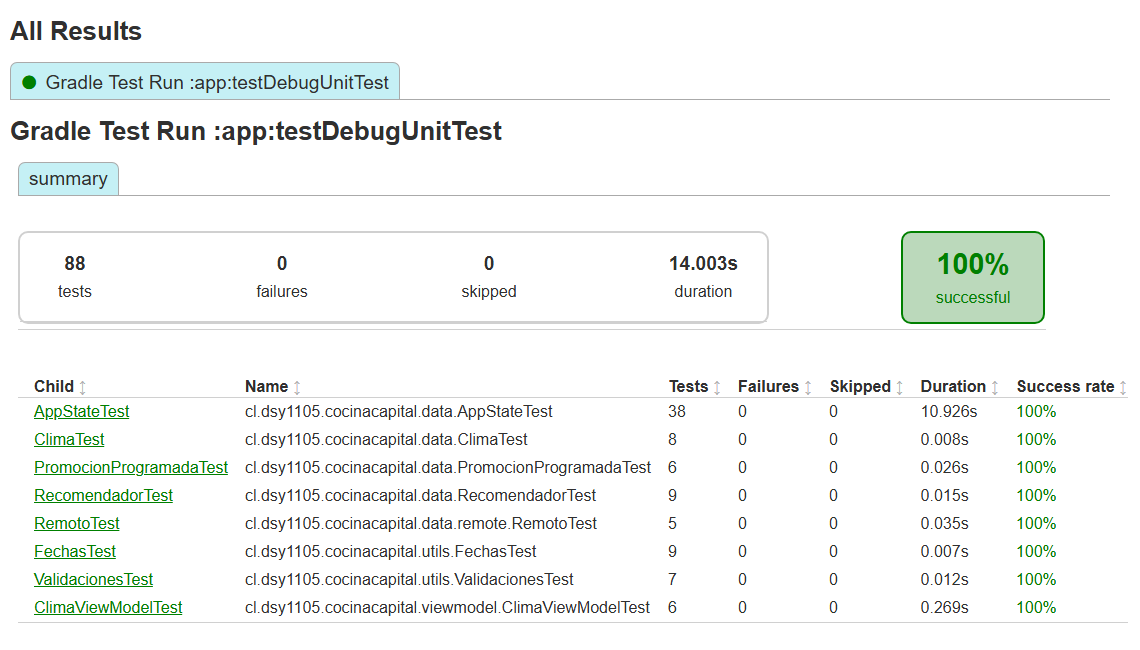 All Results
Gradle Test Run :app:testDebugUnitTest
Gradle Test Run :app:testDebugUnitTest
summary
88 0 0 14.003s 100%
tests failures skipped duration successful
Child Name Tests Failures Skipped Duration Success rate
AppStateTest cl.dsy1105.cocinacapital.data.AppStateTest 38 0 0 10.926s 100%
ClimaTest cl.dsy1105.cocinacapital.data.ClimaTest 8 0 0 0.008s 100%
PromocionProgramadaTest cl.dsy1105.cocinacapital.data.PromocionProgramadaTest 6 0 0 0.026s 100%
RecomendadorTest cl.dsy1105.cocinacapital.data.RecomendadorTest 9 0 0 0.015s 100%
RemotoTest cl.dsy1105.cocinacapital.data.remote.RemotoTest 5 0 0 0.035s 100%
FechasTest cl.dsy1105.cocinacapital.utils.FechasTest 9 0 0 0.007s 100%
ValidacionesTest cl.dsy1105.cocinacapital.utils.ValidacionesTest 7 0 0 0.012s 100%
ClimaViewModelTest cl.dsy1105.cocinacapital.viewmodel.ClimaViewModelTest 6 0 0 0.269s 100%